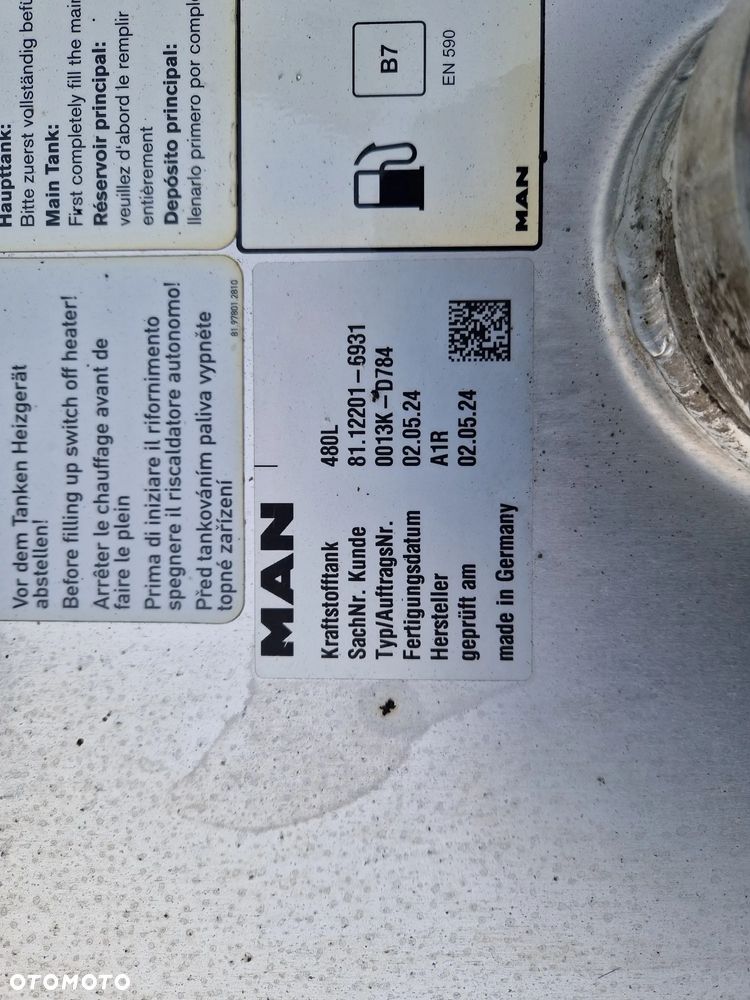 Haupttank:
Bitte zuerst vollständig
Main Tank:
First completely fill the
Réservoir principal:
veuillez d'abord le remplir
entièrement
Depósito principal:
llenarlo primero por
B7
EN 590
MAN
Vor dem Tanken Heizgerät
abstellen!
Before filling up switch off heater!
Arrêter le chauffage avant de
faire le plein
Prima di iniziare il rifornimento
spegnere il riscaldatore autonomo!
Před tankováním paliva vypněte
topné zařízení
81.97801.2810
MAN
Kraftstofftank 480L
SachNr. Kunde 81.12201-6931
Typ/AuftragsNr. 0013K-D784
Fertigungsdatum 02.05.24
Hersteller A1R
geprüft am 02.05.24
made in Germany
OTOMOTO